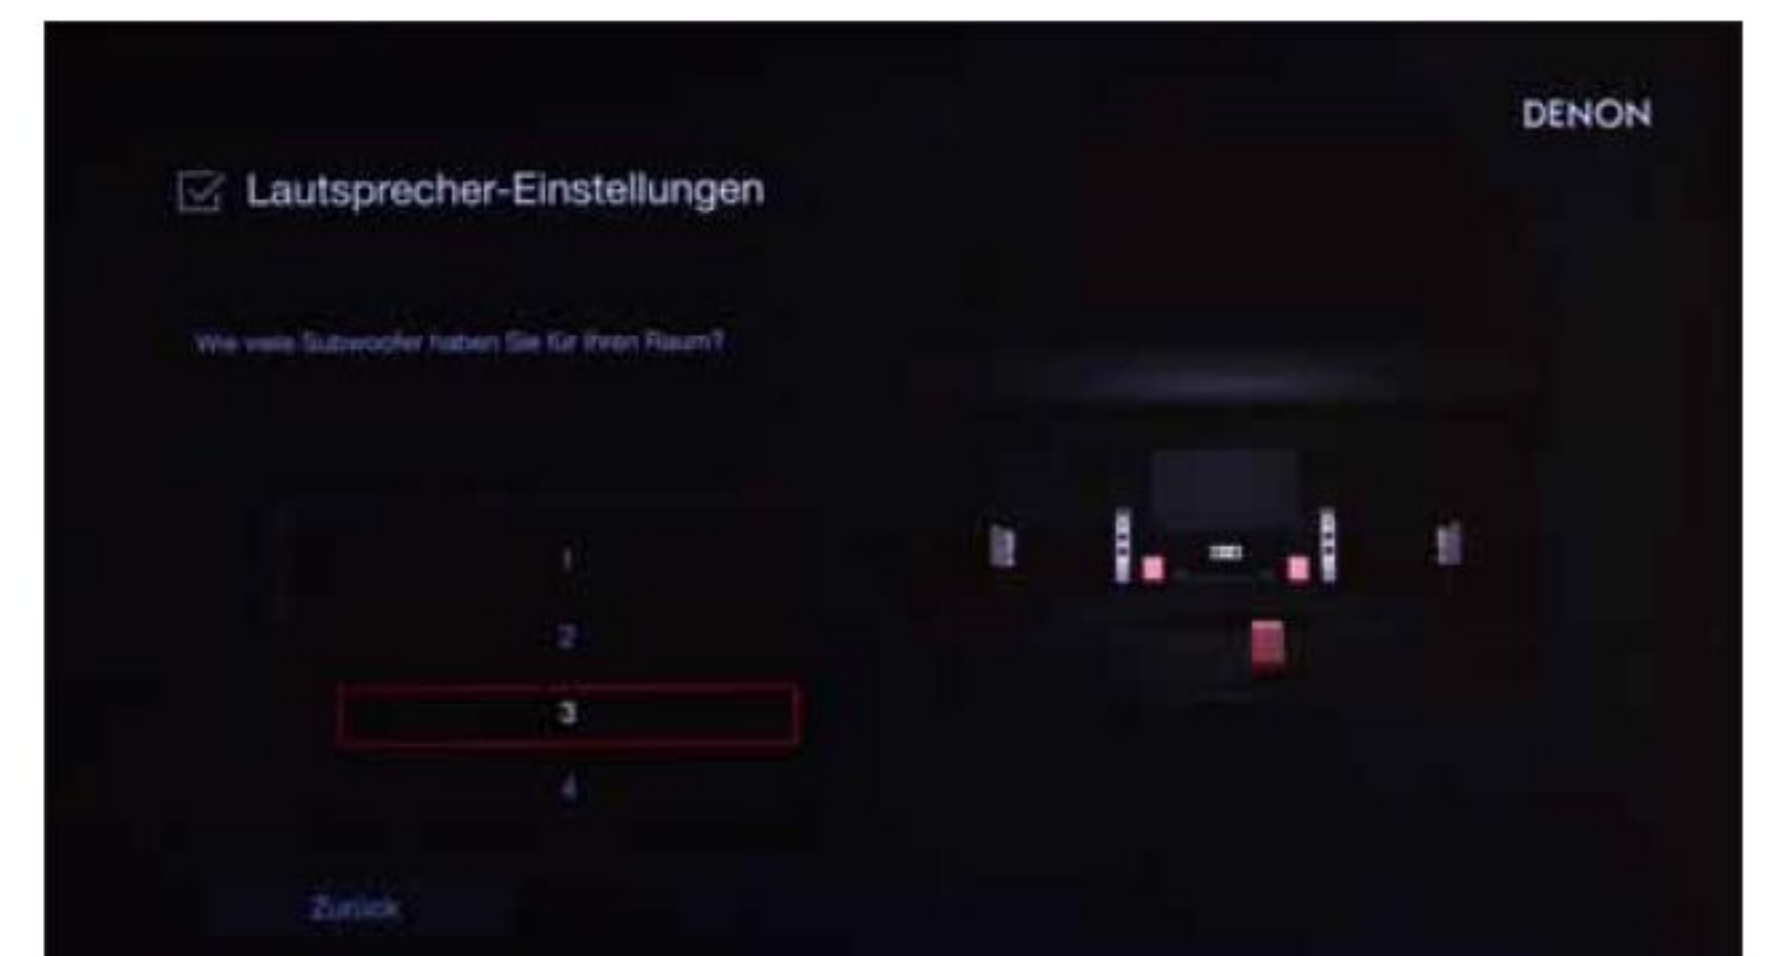 DENON
Lautsprecher-Einstellungen
Wie viele Subwoofer haben Sie für Ihren Raum?
1
2
3
4
Zurück